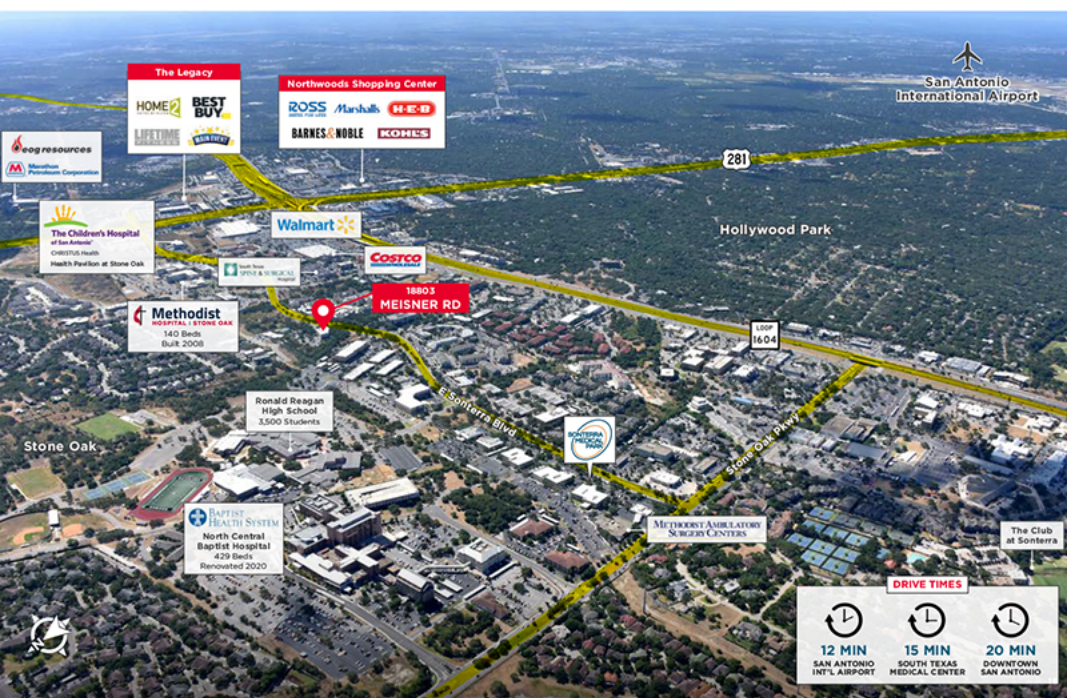 San Antonio
International Airport
The Legacy
HOME2
BEST
BUY
LIFETIME
FITNESS
MAIN EVENT
Northwoods Shopping Center
ROSS
DRESS FOR LESS
Marshalls
H-E-B
BARNES&NOBLE
KOHL'S
eog resources
Marathon
Petroleum Corporation
281
The Children's Hospital
of San Antonio
CHRISTUS Health
Health Pavilion at Stone Oak
Walmart
Hollywood Park
COSTCO
WHOLESALE
South Texas
SPINE & SURGICAL
Hospital
18803
MEISNER RD
Methodist
HOSPITAL | STONE OAK
140 Beds
Built 2008
LOOP
1604
Ronald Reagan
High School
3,500 Students
E Sonterra Blvd
Stone Oak Pkwy
SONTERRA
MEDICAL
PARK
Stone Oak
BAPTIST
HEALTH SYSTEM
North Central
Baptist Hospital
429 Beds
Renovated 2020
METHODIST AMBULATORY
SURGERY CENTERS
The Club
at Sonterra
DRIVE TIMES
12 MIN
SAN ANTONIO
INT'L AIRPORT
15 MIN
SOUTH TEXAS
MEDICAL CENTER
20 MIN
DOWNTOWN
SAN ANTONIO